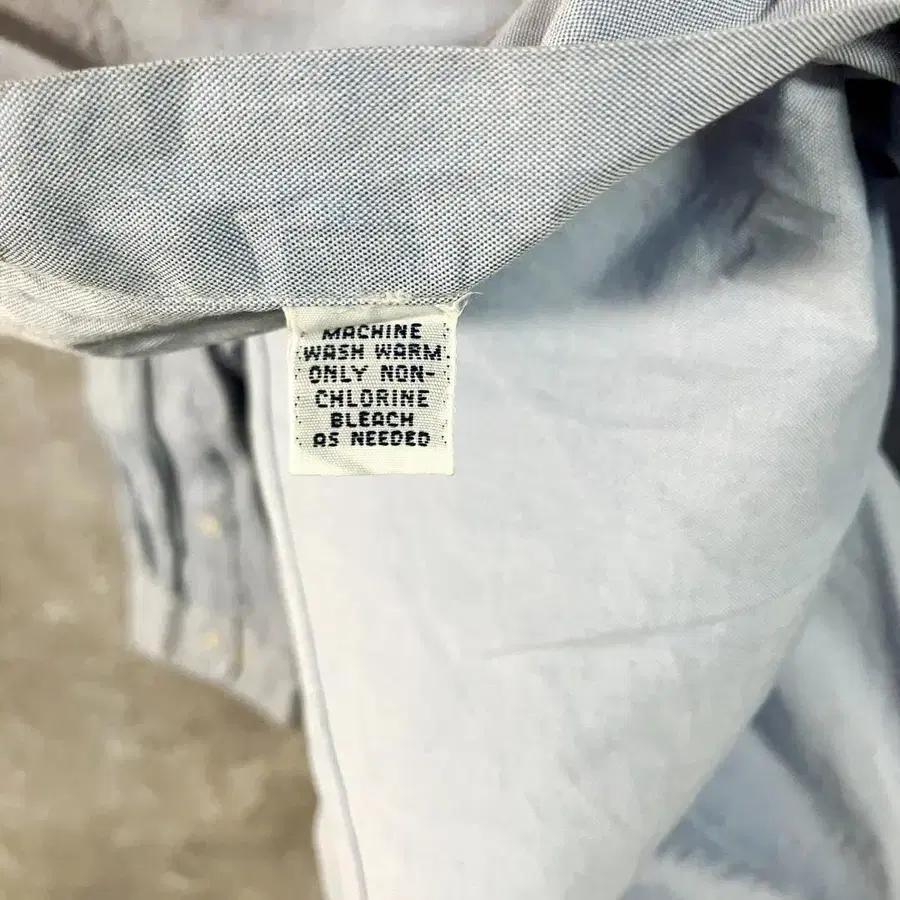 MACHINE
WASH WARM
ONLY NON-
CHLORINE
BLEACH
AS NEEDED